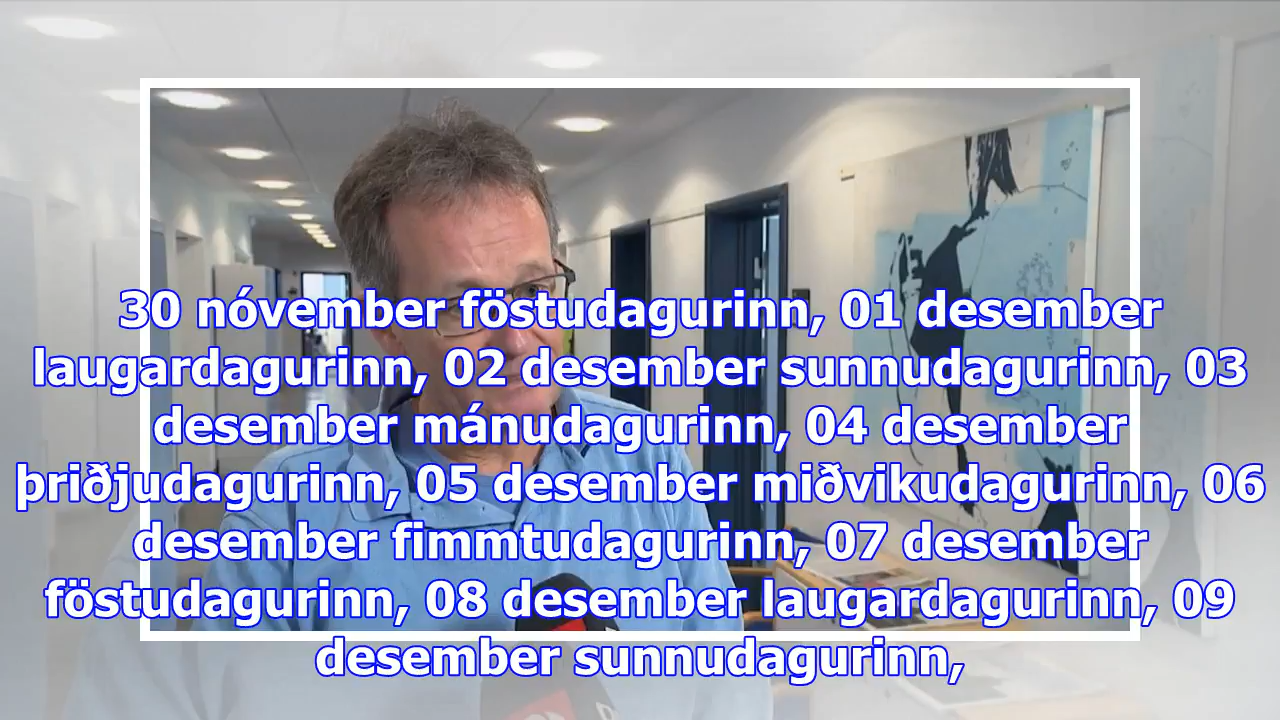 30 nóvember föstudagurinn, 01 desember
laugardagurinn, 02 desember sunnudagurinn, 03
desember mánudagurinn, 04 desember
þriðjudagurinn, 05 desember miðvikudagurinn, 06
desember fimmtudagurinn, 07 desember
föstudagurinn, 08 desember laugardagurinn, 09
desember sunnudagurinn,